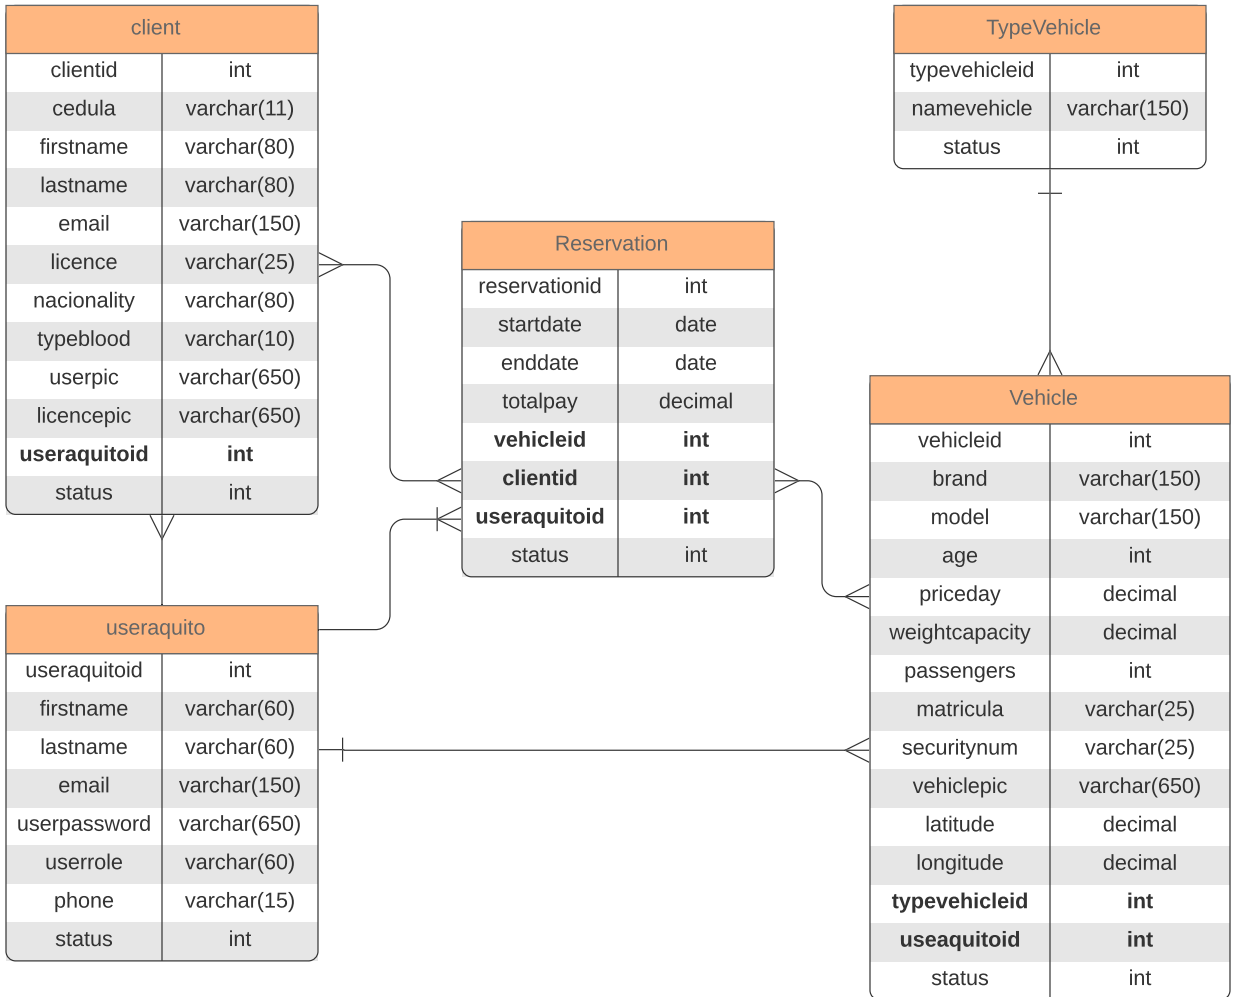 client
clientid int
cedula varchar(11)
firstname varchar(80)
lastname varchar(80)
email varchar(150)
licence varchar(25)
nacionality varchar(80)
typeblood varchar(10)
userpic varchar(650)
licencepic varchar(650)
useraquitoid int
status int
TypeVehicle
typevehicleid int
namevehicle varchar(150)
status int
Reservation
reservationid int
startdate date
enddate date
totalpay decimal
vehicleid int
clientid int
useraquitoid int
status int
Vehicle
vehicleid int
brand varchar(150)
model varchar(150)
age int
priceday decimal
weightcapacity decimal
passengers int
matricula varchar(25)
securitynum varchar(25)
vehiclepic varchar(650)
latitude decimal
longitude decimal
typevehicleid int
useaquitoid int
status int
useraquito
useraquitoid int
firstname varchar(60)
lastname varchar(60)
email varchar(150)
userpassword varchar(650)
userrole varchar(60)
phone varchar(15)
status int